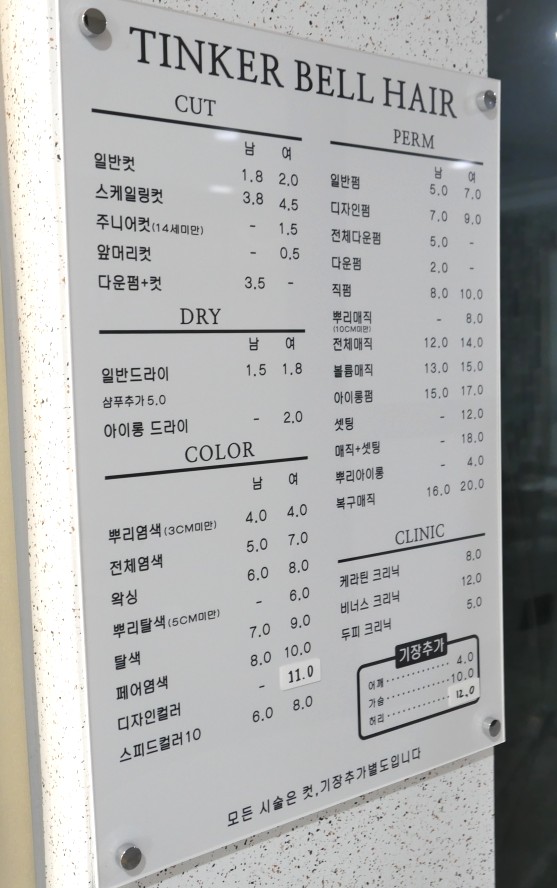 TINKER BELL HAIR
CUT
남 여
일반컷 1.8 2.0
스케일링컷 3.8 4.5
주니어컷(14세미만) - 1.5
앞머리컷 - 0.5
다운펌+컷 3.5 -
DRY
남 여
일반드라이 1.5 1.8
샴푸추가 5.0
아이롱 드라이 - 2.0
COLOR
남 여
뿌리염색(3CM미만) 4.0 4.0
전체염색 5.0 7.0
왁싱 6.0 8.0
뿌리탈색(5CM미만) - 6.0
탈색 7.0 9.0
페어염색 8.0 10.0
디자인컬러 - 11.0
스피드컬러10 6.0 8.0
PERM
남 여
일반펌 5.0 7.0
디자인펌 7.0 9.0
전체다운펌 5.0 -
다운펌 2.0 -
직펌 8.0 10.0
뿌리매직 - 8.0
(10CM미만)
전체매직 12.0 14.0
볼륨매직 13.0 15.0
아이롱펌 15.0 17.0
셋팅 - 12.0
매직+셋팅 - 18.0
뿌리아이롱 - 4.0
복구매직 16.0 20.0
CLINIC
케라틴 크리닉 8.0
비너스 크리닉 12.0
두피 크리닉 5.0
기장추가
어깨 4.0
가슴 10.0
허리 12.0
모든 시술은 컷,기장추가별도입니다